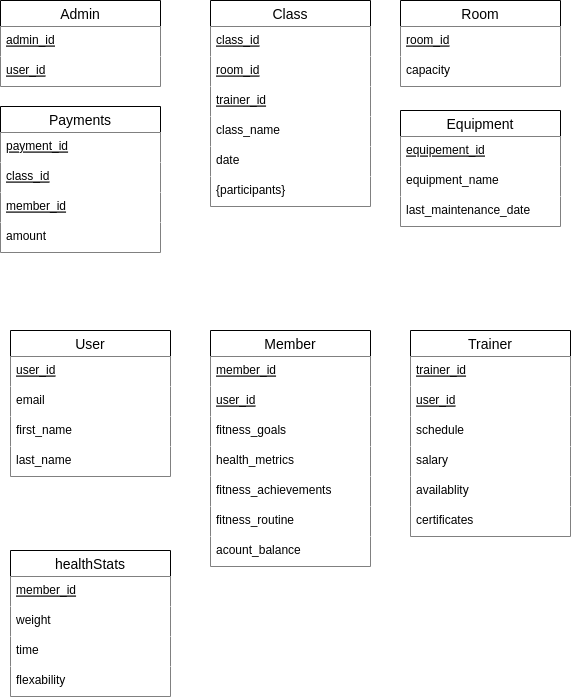 Admin
admin_id
user_id
Payments
payment_id
class_id
member_id
amount
Class
class_id
room_id
trainer_id
class_name
date
{participants}
Room
room_id
capacity
Equipment
equipement_id
equipment_name
last_maintenance_date
User
user_id
email
first_name
last_name
Member
member_id
user_id
fitness_goals
health_metrics
fitness_achievements
fitness_routine
acount_balance
Trainer
trainer_id
user_id
schedule
salary
availablity
certificates
healthStats
member_id
weight
time
flexability